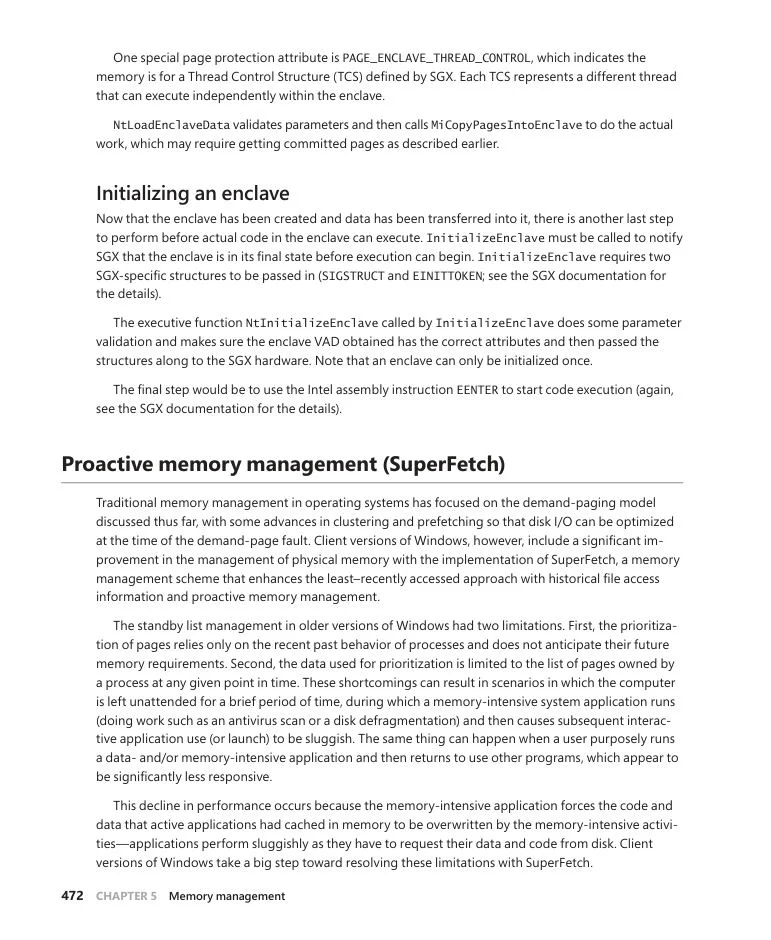 One special page protection attribute is PAGE_ENCLAVE_THREAD_CONTROL, which indicates the
memory is for a Thread Control Structure (TCS) defined by SGX. Each TCS represents a different thread
that can execute independently within the enclave.
NtLoadEnclaveData validates parameters and then calls MiCopyPagesIntoEnclave to do the actual
work, which may require getting committed pages as described earlier.
Initializing an enclave
Now that the enclave has been created and data has been transferred into it, there is another last step
to perform before actual code in the enclave can execute. InitializeEnclave must be called to notify
SGX that the enclave is in its final state before execution can begin. InitializeEnclave requires two
SGX-specific structures to be passed in (SIGSTRUCT and EINITTOKEN; see the SGX documentation for
the details).
The executive function NtInitializeEnclave called by InitializeEnclave does some parameter
validation and makes sure the enclave VAD obtained has the correct attributes and then passed the
structures along to the SGX hardware. Note that an enclave can only be initialized once.
The final step would be to use the Intel assembly instruction EENTER to start code execution (again,
see the SGX documentation for the details).
Proactive memory management (SuperFetch)
Traditional memory management in operating systems has focused on the demand-paging model
discussed thus far, with some advances in clustering and prefetching so that disk I/O can be optimized
at the time of the demand-page fault. Client versions of Windows, however, include a significant im-
provement in the management of physical memory with the implementation of SuperFetch, a memory
management scheme that enhances the least–recently accessed approach with historical file access
information and proactive memory management.
The standby list management in older versions of Windows had two limitations. First, the prioritiza-
tion of pages relies only on the recent past behavior of processes and does not anticipate their future
memory requirements. Second, the data used for prioritization is limited to the list of pages owned by
a process at any given point in time. These shortcomings can result in scenarios in which the computer
is left unattended for a brief period of time, during which a memory-intensive system application runs
(doing work such as an antivirus scan or a disk defragmentation) and then causes subsequent interac-
tive application use (or launch) to be sluggish. The same thing can happen when a user purposely runs
a data- and/or memory-intensive application and then returns to use other programs, which appear to
be significantly less responsive.
This decline in performance occurs because the memory-intensive application forces the code and
data that active applications had cached in memory to be overwritten by the memory-intensive activi-
ties—applications perform sluggishly as they have to request their data and code from disk. Client
versions of Windows take a big step toward resolving these limitations with SuperFetch.
472 CHAPTER 5 Memory management